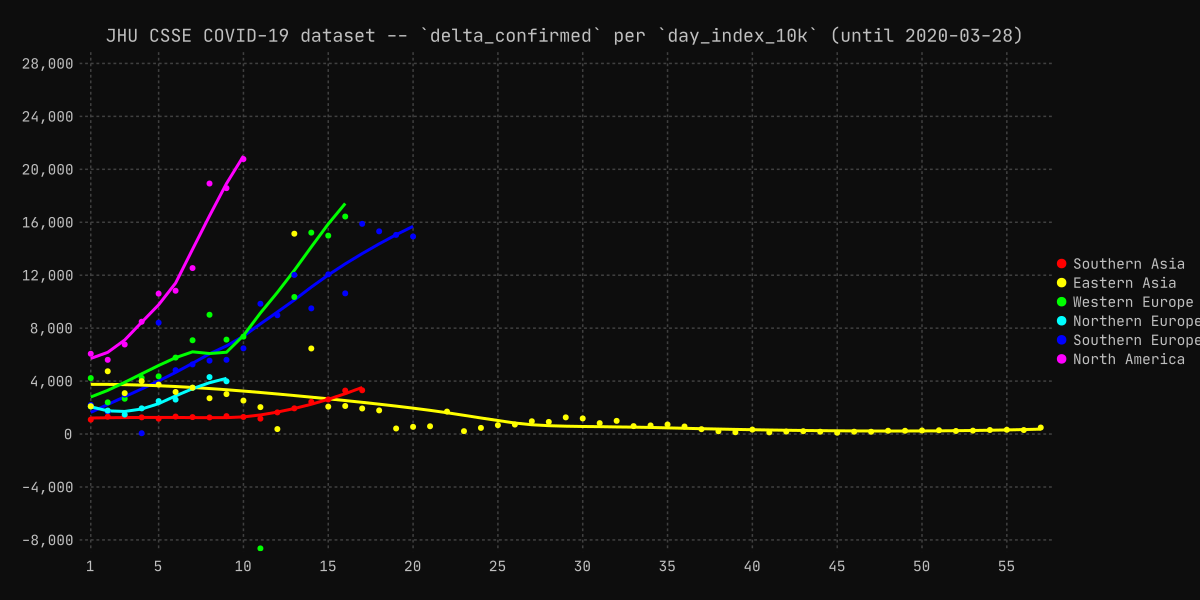 JHU CSSE COVID-19 dataset -- `delta_confirmed` per `day_index_10k` (until 2020-03-28)
28,000
24,000
20,000
16,000
12,000
8,000
4,000
0
-4,000
-8,000
1 5 10 15 20 25 30 35 40 45 50 55
Southern Asia
Eastern Asia
Western Europe
Northern Europe
Southern Europe
North America